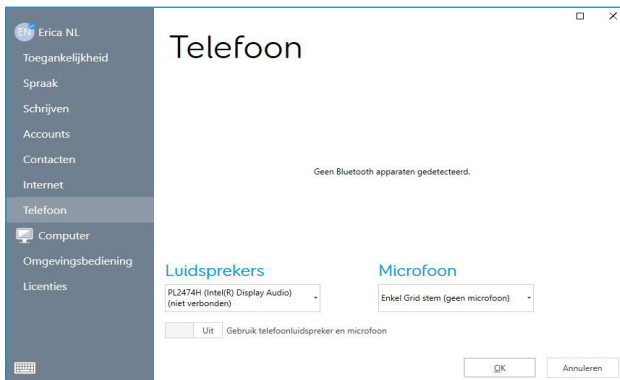 EN Erica NL
Toegankelijkheid
Spraak
Schrijven
Accounts
Contacten
Internet
Telefoon
Computer
Omgevingsbediening
Licenties
Telefoon
Geen Bluetooth apparaten gedetecteerd.
Luidsprekers
PL2474H (Intel(R) Display Audio)
(niet verbonden)
Uit Gebruik telefoonluidspreker en microfoon
Microfoon
Enkel Grid stem (geen microfoon)
OK Annuleren